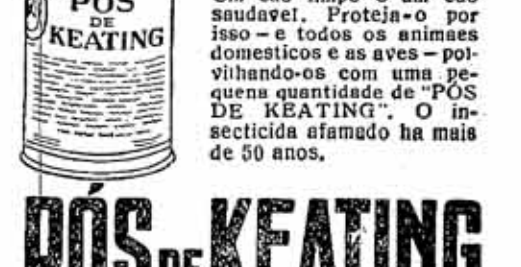 PÓS
DE
KEATING
saudavel. Proteja-o por
isso — e todos os animaes
domesticos e as aves — pol-
vilhando-os com uma pe-
quena quantidade de "PÓS
DE KEATING". O in-
secticida afamado ha mais
de 50 anos.
PÓS DE KEATING